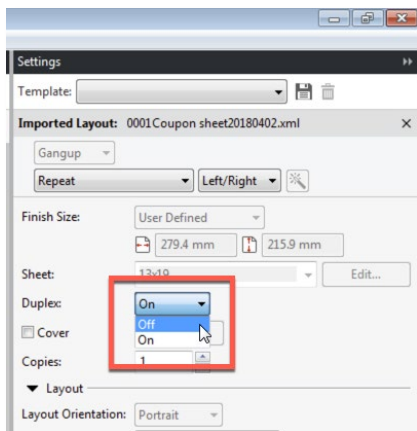 Settings
Template:
Imported Layout: 0001Coupon sheet20180402.xml
Gangup
Repeat Left/Right
Finish Size: User Defined
279.4 mm 215.9 mm
Sheet: 13x19 Edit...
Duplex: On
Off
Cover On
Copies: 1
Layout
Layout Orientation: Portrait